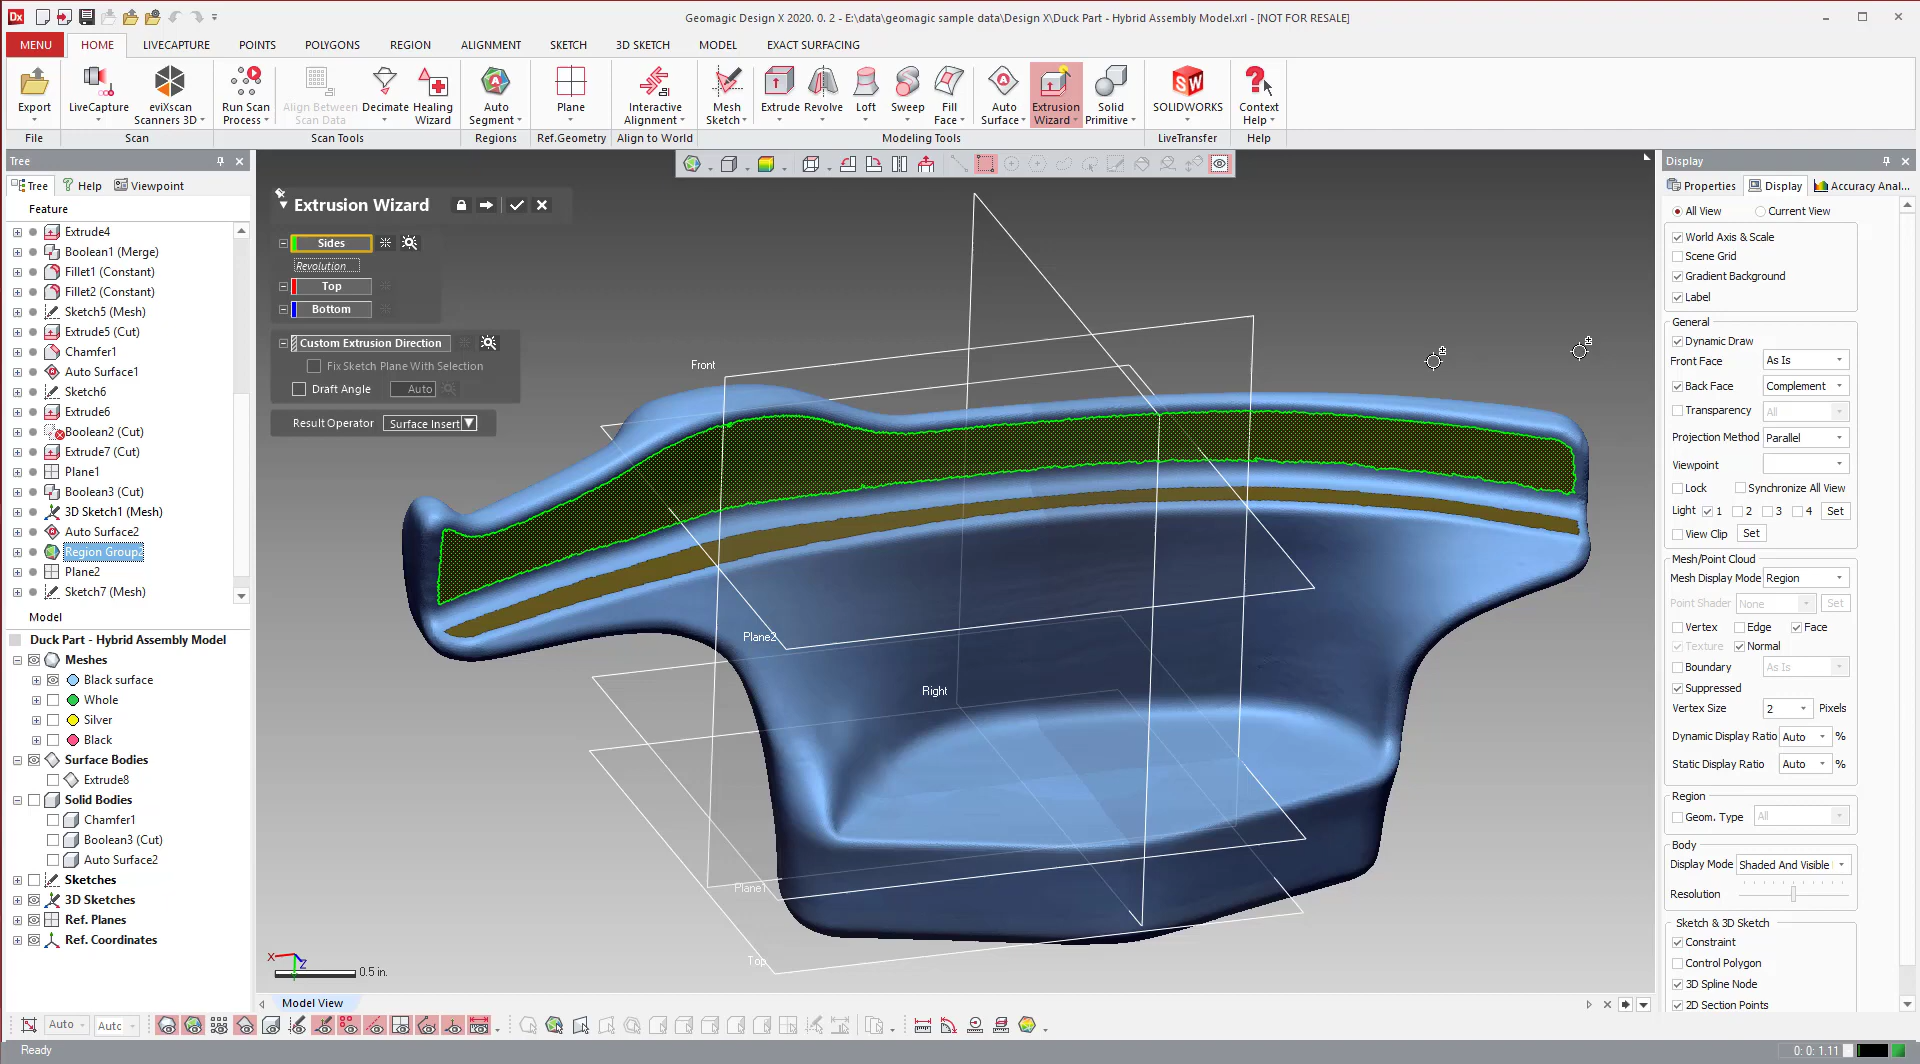 Dx
Geomagic Design X 2020. 0. 2 - E:\data\geomagic sample data\Design X\Duck Part - Hybrid Assembly Model.xrl - [NOT FOR RESALE]
MENU HOME LIVECAPTURE POINTS POLYGONS REGION ALIGNMENT SKETCH 3D SKETCH MODEL EXACT SURFACING
Export LiveCapture eviXscan Scanners 3D Run Scan Process Align Between Scan Data Decimate Healing Wizard Auto Segment Plane Interactive Alignment Mesh Sketch Extrude Revolve Loft Sweep Fill Face Auto Surface Extrusion Wizard Solid Primitive SOLIDWORKS Context Help
File Scan Scan Tools Regions Ref.Geometry Align to World Modeling Tools LiveTransfer Help
Tree
Tree Help Viewpoint
Feature
Extrude4
Boolean1 (Merge)
Fillet1 (Constant)
Fillet2 (Constant)
Sketch5 (Mesh)
Extrude5 (Cut)
Chamfer1
Auto Surface1
Sketch6
Extrude6
Boolean2 (Cut)
Extrude7 (Cut)
Plane1
Boolean3 (Cut)
3D Sketch1 (Mesh)
Auto Surface2
Region Group2
Plane2
Sketch7 (Mesh)
Model
Duck Part - Hybrid Assembly Model
Meshes
Black surface
Whole
Silver
Black
Surface Bodies
Extrude8
Solid Bodies
Chamfer1
Boolean3 (Cut)
Auto Surface2
Sketches
3D Sketches
Ref. Planes
Ref. Coordinates
Extrusion Wizard
Sides
Revolution
Top
Bottom
Custom Extrusion Direction
Fix Sketch Plane With Selection
Draft Angle Auto
Result Operator Surface Insert
Front
Plane2
Right
Plane1
Top
X Z
0.5 in.
Model View
Display
Properties Display Accuracy Anal...
All View Current View
World Axis & Scale
Scene Grid
Gradient Background
Label
General
Dynamic Draw
Front Face As Is
Back Face Complement
Transparency All
Projection Method Parallel
Viewpoint
Lock Synchronize All View
Light 1 2 3 4 Set
View Clip Set
Mesh/Point Cloud
Mesh Display Mode Region
Point Shader None Set
Vertex Edge Face
Texture Normal
Boundary As Is
Suppressed
Vertex Size 2 Pixels
Dynamic Display Ratio Auto %
Static Display Ratio Auto %
Region
Geom. Type All
Body
Display Mode Shaded And Visible
Resolution
Sketch & 3D Sketch
Constraint
Control Polygon
3D Spline Node
2D Section Points
Auto Autc
Ready
0: 0: 1.11